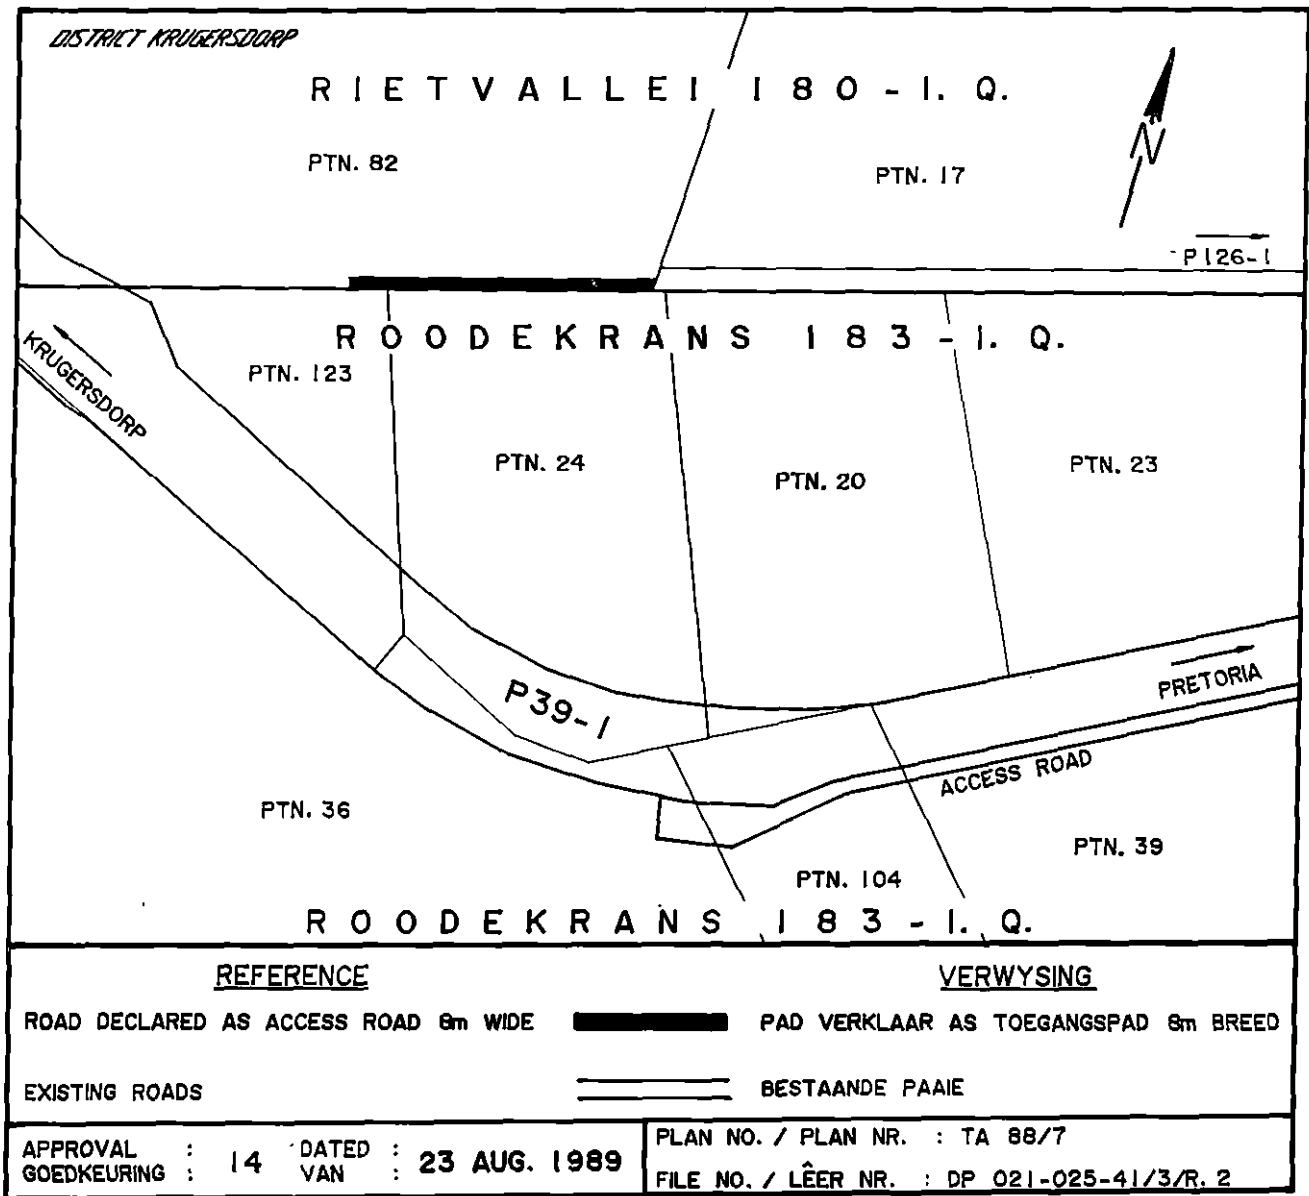 DISTRICT KRUGERSDORP
RIETVALLEI 180-I.Q.
PTN. 82
PTN. 17
N
P126-1
ROODEKRANS 183-I.Q.
KRUGERSDORP
PTN. 123
PTN. 24
PTN. 20
PTN. 23
P39-1
PRETORIA
ACCESS ROAD
PTN. 36
PTN. 39
PTN. 104
ROODEKRANS 183-I.Q.
REFERENCE
VERWYSING
ROAD DECLARED AS ACCESS ROAD 8m WIDE
PAD VERKLAAR AS TOEGANGSPAD 8m BREED
EXISTING ROADS
BESTAANDE PAAIE
APPROVAL : 14 DATED : 23 AUG. 1989
GOEDKEURING : VAN :
PLAN NO. / PLAN NR. : TA 88/7
FILE NO. / LÊER NR. : DP 021-025-41/3/R. 2